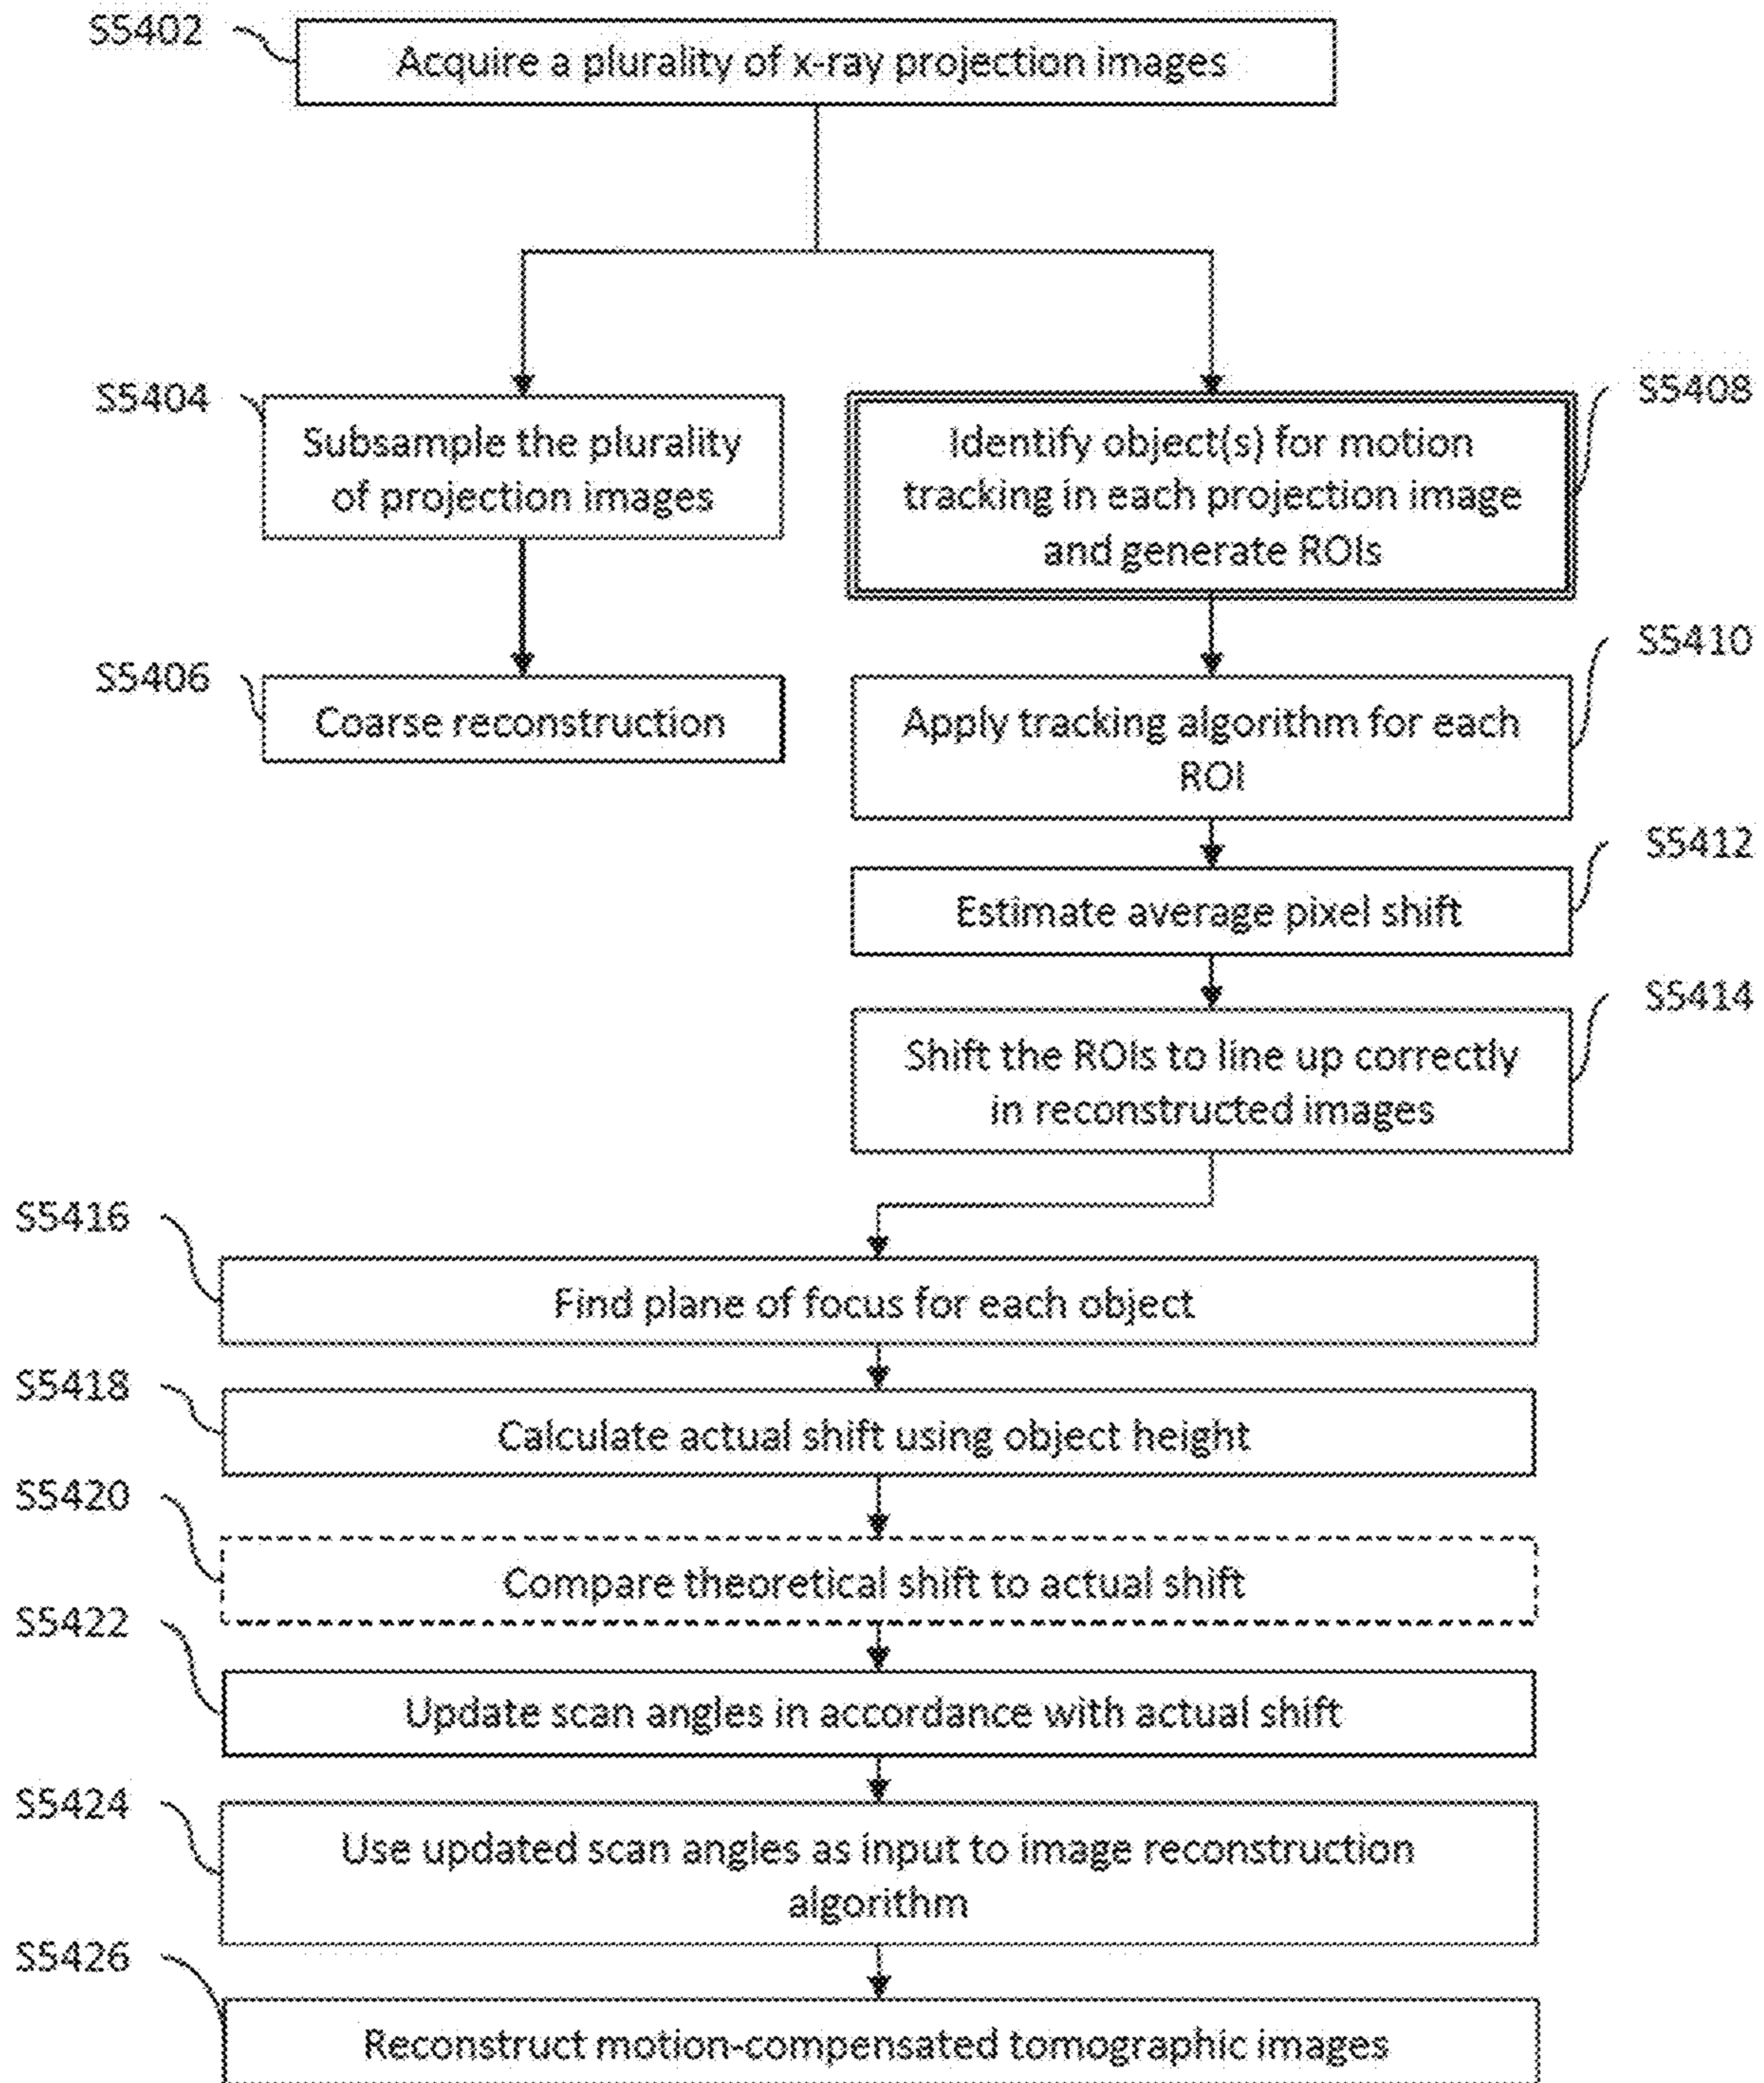 S5402
Acquire a plurality of x-ray projection images
S5404
Subsample the plurality
of projection images
S5408
Identify object(s) for motion
tracking in each projection image
and generate ROIs
S5406
Coarse reconstruction
S5410
Apply tracking algorithm for each
ROI
S5412
Estimate average pixel shift
S5414
Shift the ROIs to line up correctly
in reconstructed images
S5416
Find plane of focus for each object
S5418
Calculate actual shift using object height
S5420
Compare theoretical shift to actual shift
S5422
Update scan angles in accordance with actual shift
S5424
Use updated scan angles as input to image reconstruction
algorithm
S5426
Reconstruct motion-compensated tomographic images